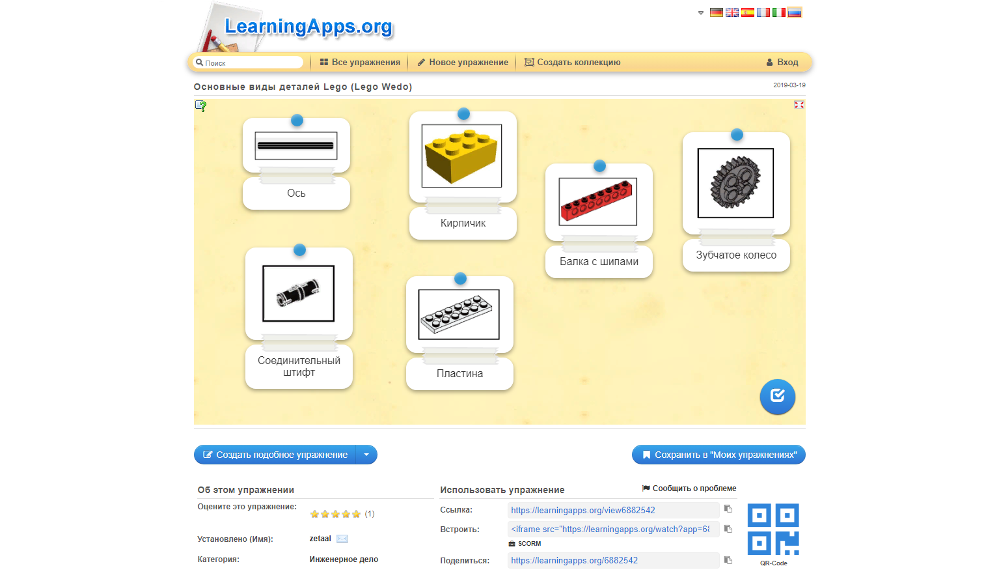 LearningApps.org
Поиск
Все упражнения
Новое упражнение
Создать коллекцию
Вход
Основные виды деталей Lego (Lego Wedo)
2019-03-19
Ось
Кирпичик
Балка с шипами
Зубчатое колесо
Соединительный
штифт
Пластина
Создать подобное упражнение
Сохранить в "Моих упражнениях"
Об этом упражнении
Оцените это упражнение:
(1)
Установлено (Имя):
zetaal
Категория:
Инженерное дело
Использовать упражнение
Сообщить о проблеме
Ссылка:
https://learningapps.org/view6882542
Встроить:
<iframe src="https://learningapps.org/watch?app=68
SCORM
Поделиться:
https://learningapps.org/6882542
QR-Code